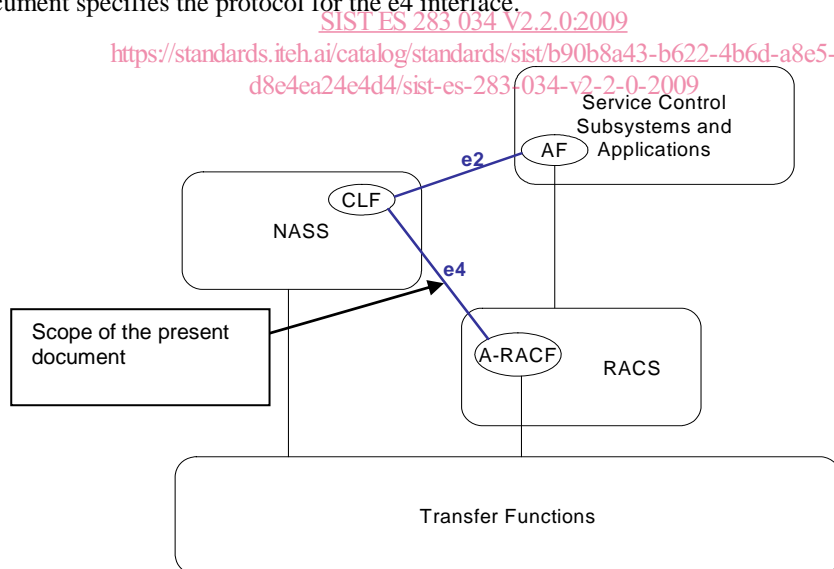 ocument specifies the protocol for the e4 interface.
SIST ES 283 034 V2.2.0:2009
https://standards.iteh.ai/catalog/standards/sist/b90b8a43-b622-4b6d-a8e5-
d8e4ea24e4d4/sist-es-283-034-v2-2-0-2009
Service Control
Subsystems and
Applications
AF
e2
CLF
NASS
e4
Scope of the present
document
A-RACF
RACS
Transfer Functions